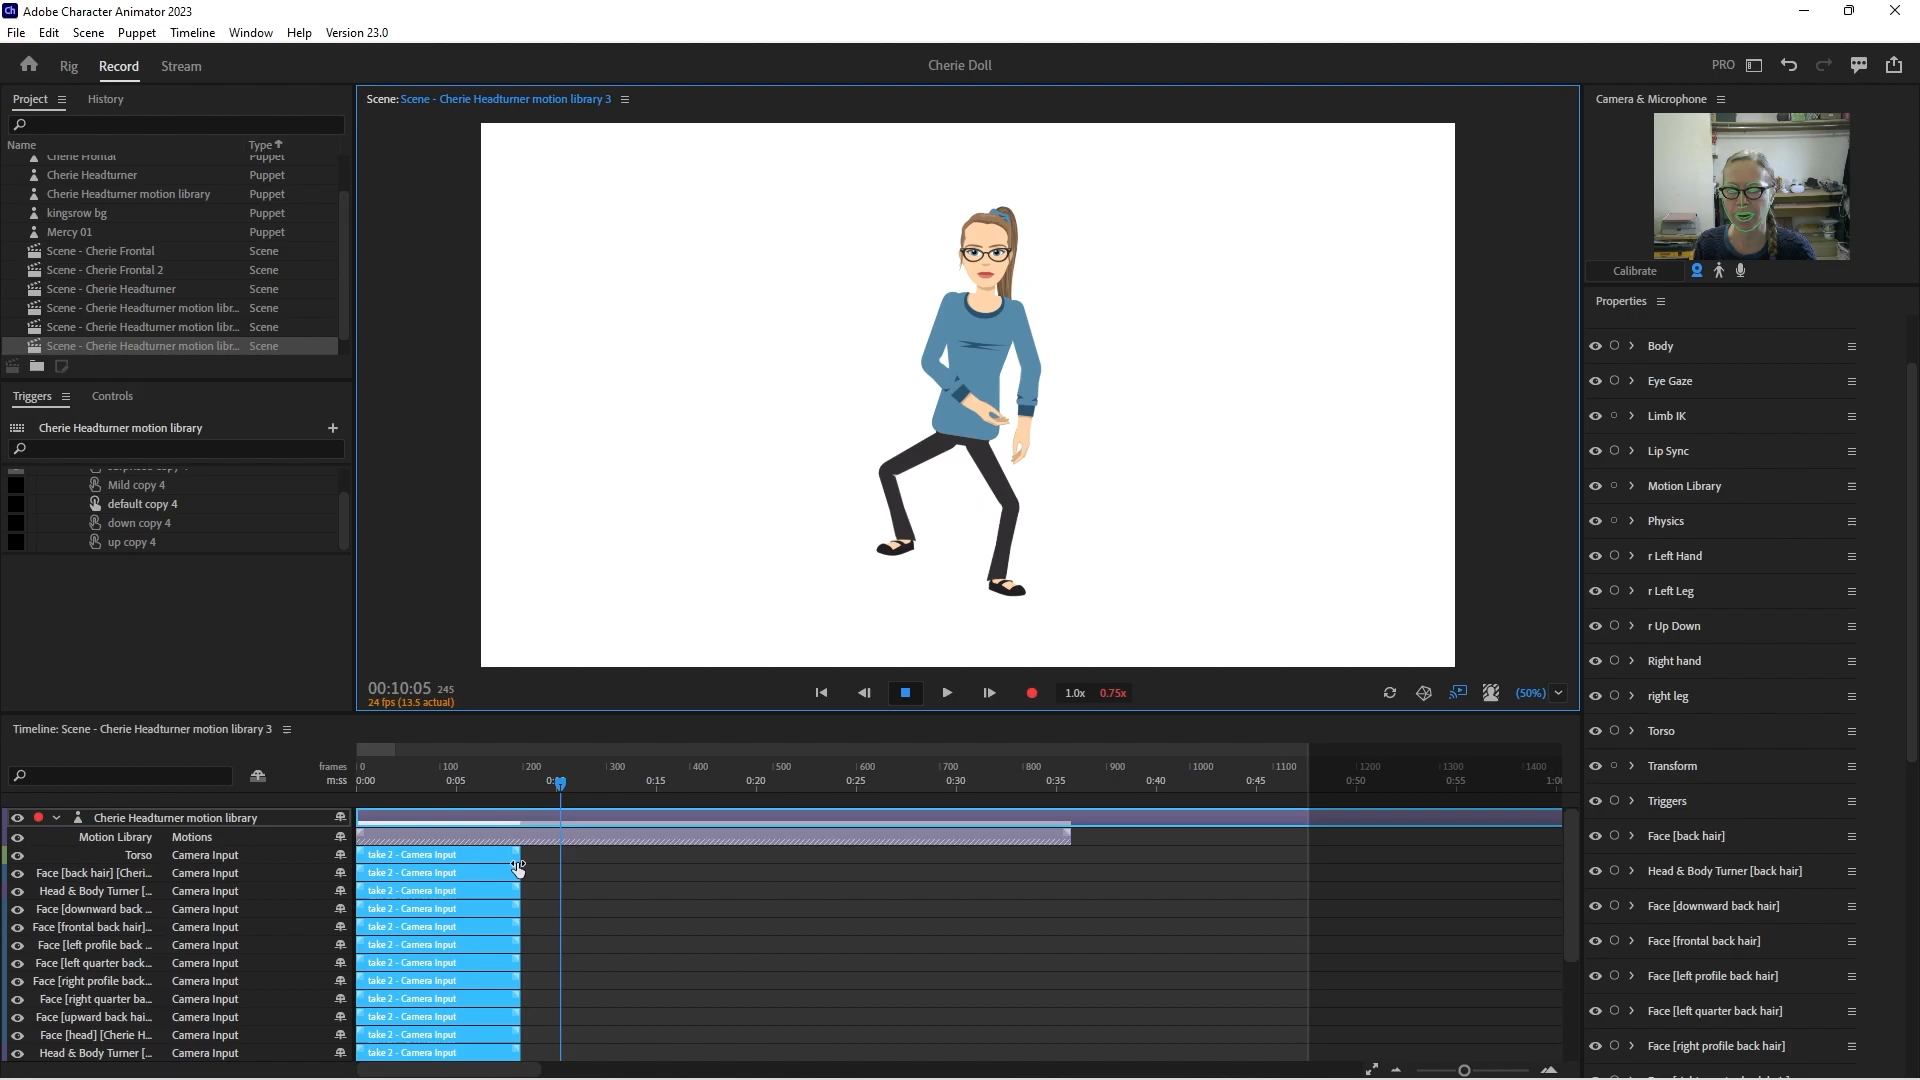 Ch Adobe Character Animator 2023
File Edit Scene Puppet Timeline Window Help Version 23.0
Rig Record Stream
Cherie Doll
PRO
Project History
Name Type
Cherie Frontal Puppet
Cherie Headturner Puppet
Cherie Headturner motion library Puppet
kingsrow bg Puppet
Mercy 01 Puppet
Scene - Cherie Frontal Scene
Scene - Cherie Frontal 2 Scene
Scene - Cherie Headturner Scene
Scene - Cherie Headturner motion libr... Scene
Scene - Cherie Headturner motion libr... Scene
Scene - Cherie Headturner motion libr... Scene
Triggers Controls
Cherie Headturner motion library +
Mild copy 4
default copy 4
down copy 4
up copy 4
Scene: Scene - Cherie Headturner motion library 3
00:10:05 245
24 fps (13.5 actual)
1.0x 0.75x
(50%)
Camera & Microphone
Calibrate
Properties
Body
Eye Gaze
Limb IK
Lip Sync
Motion Library
Physics
r Left Hand
r Left Leg
r Up Down
Right hand
right leg
Torso
Transform
Triggers
Face [back hair]
Head & Body Turner [back hair]
Face [downward back hair]
Face [frontal back hair]
Face [left profile back hair]
Face [left quarter back hair]
Face [right profile back hair]
Timeline: Scene - Cherie Headturner motion library 3
frames 0 100 200 300 400 500 600 700 800 900 1000 1100 1200 1300 1400
m:ss 0:00 0:05 0:15 0:20 0:25 0:30 0:35 0:40 0:45 0:50 0:55
Cherie Headturner motion library
Motion Library Motions
Torso Camera Input take 2 - Camera Input
Face [back hair] [Cheri... Camera Input take 2 - Camera Input
Head & Body Turner [... Camera Input take 2 - Camera Input
Face [downward back ... Camera Input take 2 - Camera Input
Face [frontal back hair]... Camera Input take 2 - Camera Input
Face [left profile back ... Camera Input take 2 - Camera Input
Face [left quarter back... Camera Input take 2 - Camera Input
Face [right profile back... Camera Input take 2 - Camera Input
Face [right quarter ba... Camera Input take 2 - Camera Input
Face [upward back hai... Camera Input take 2 - Camera Input
Face [head] [Cherie H... Camera Input take 2 - Camera Input
Head & Body Turner [... Camera Input take 2 - Camera Input